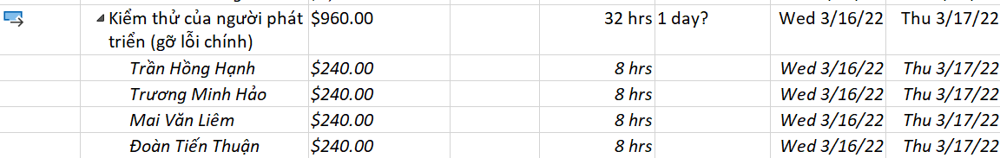 Kiểm thử của người phát triển (gỡ lỗi chính) $960.00 32 hrs 1 day? Wed 3/16/22 Thu 3/17/22
Trần Hồng Hạnh $240.00 8 hrs Wed 3/16/22 Thu 3/17/22
Trương Minh Hảo $240.00 8 hrs Wed 3/16/22 Thu 3/17/22
Mai Văn Liêm $240.00 8 hrs Wed 3/16/22 Thu 3/17/22
Đoàn Tiến Thuận $240.00 8 hrs Wed 3/16/22 Thu 3/17/22